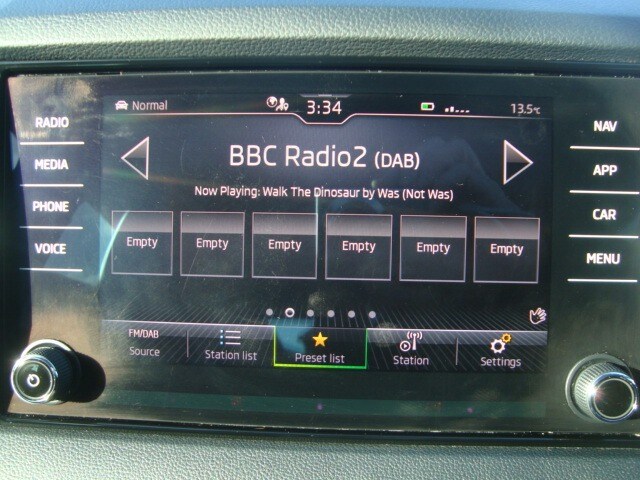 Normal 3:34 13.5°C
RADIO
MEDIA
PHONE
VOICE
BBC Radio2 (DAB)
Now Playing: Walk The Dinosaur by Was (Not Was)
Empty Empty Empty Empty Empty Empty
FM/DAB
Source Station list Preset list Station Settings
NAV
APP
CAR
MENU